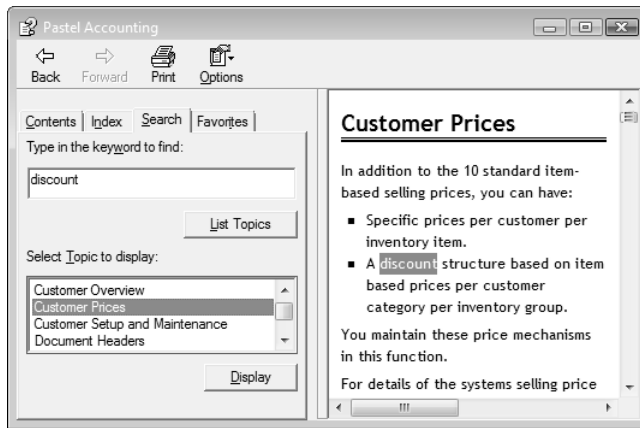 Pastel Accounting
Back Forward Print Options
Contents Index Search Favorites
Type in the keyword to find:
discount
List Topics
Select Topic to display:
Customer Overview
Customer Prices
Customer Setup and Maintenance
Document Headers
Display
Customer Prices
In addition to the 10 standard item-
based selling prices, you can have:
■ Specific prices per customer per
inventory item.
■ A discount structure based on item
based prices per customer
category per inventory group.
You maintain these price mechanisms
in this function.
For details of the systems selling price